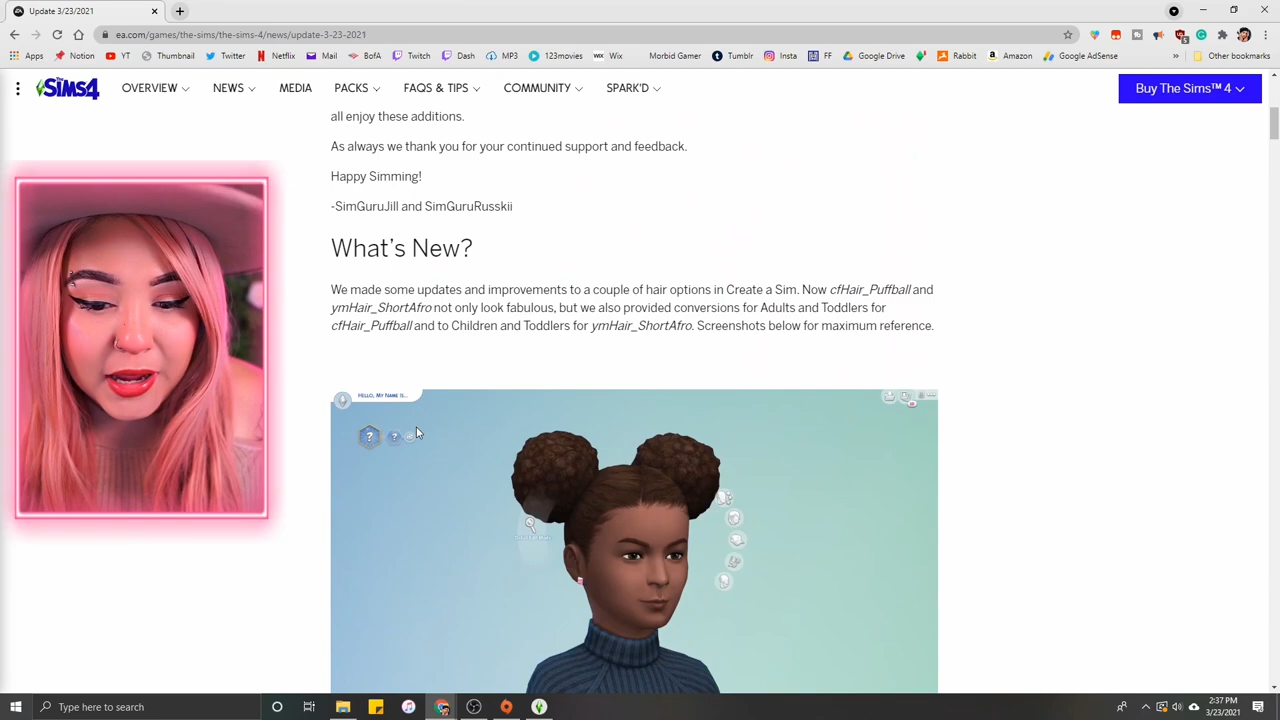 Update 3/23/2021
ea.com/games/the-sims/the-sims-4/news/update-3-23-2021
Apps YT Thumbnail Twitter Netflix Mail BofA Twitch Dash MP3 123movies Wix Wix Morbid Gamer Tumblr Insta FF Google Drive Rabbit Amazon Google AdSense Other bookmarks
The SiMS4 OVERVIEW NEWS MEDIA PACKS FAQS & TIPS COMMUNITY SPARK'D Buy The Sims™ 4
all enjoy these additions.
As always we thank you for your continued support and feedback.
Happy Simming!
-SimGuruJill and SimGuruRusskii
What's New?
We made some updates and improvements to a couple of hair options in Create a Sim. Now cfHair_Puffball and
ymHair_ShortAfro not only look fabulous, but we also provided conversions for Adults and Toddlers for
cfHair_Puffball and to Children and Toddlers for ymHair_ShortAfro. Screenshots below for maximum reference.
HELLO, MY NAME IS...
Type here to search
2:37 PM
3/23/2021